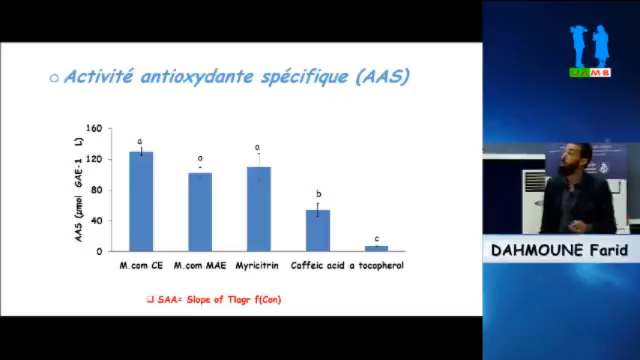 Activité antioxydante spécifique (AAS)
AAS (µmol GAE-1 L)
160
120
80
40
0
a
a
a
b
c
M.com CE
M.com MAE
Myricitrin
Caffeic acid
a tocopherol
SAA= Slope of Tlagr f(Con)
UAMB
DAHMOUNE Farid